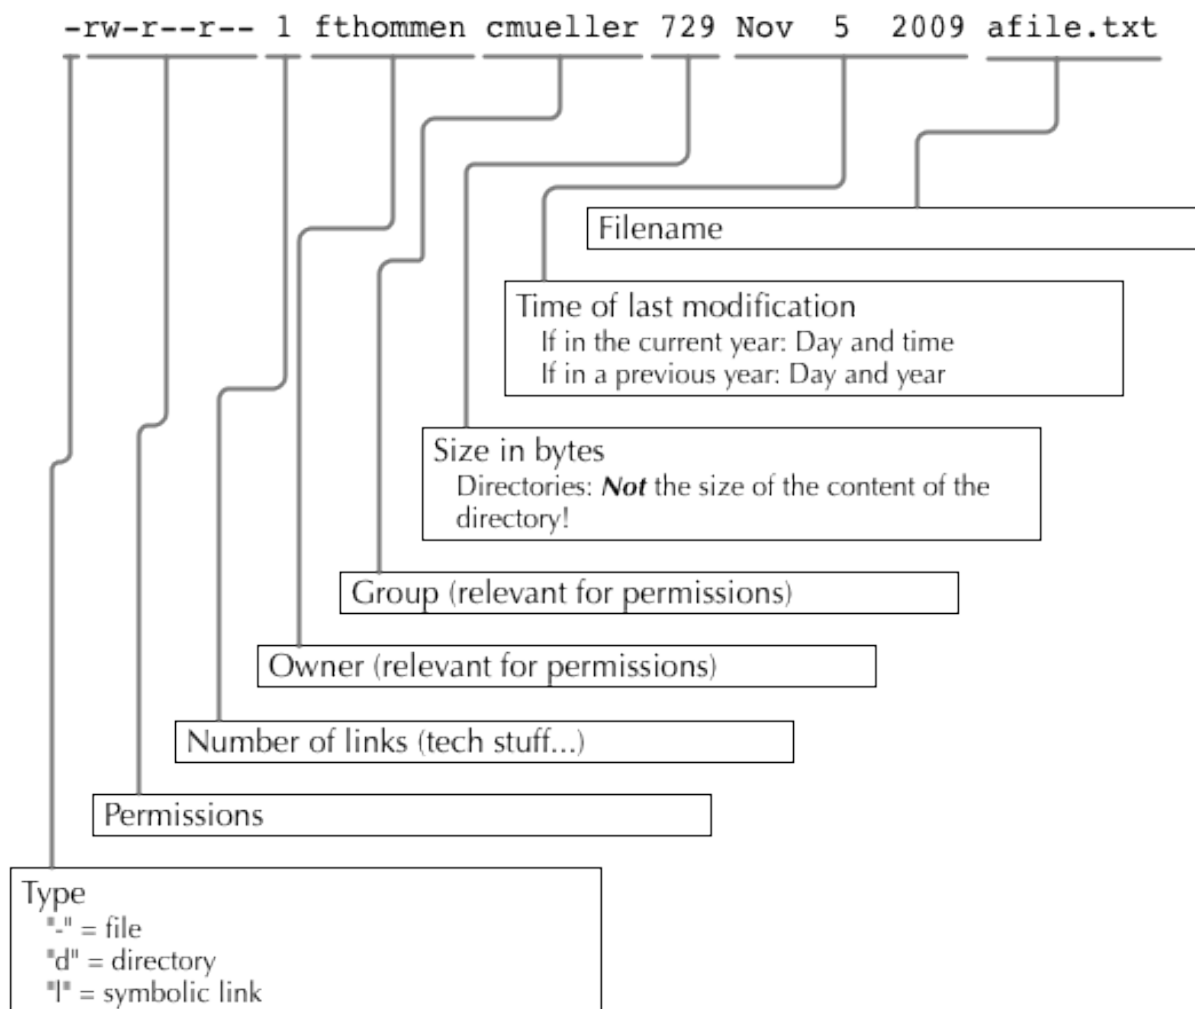 -rw-r--r-- 1 fthommen cmueller 729 Nov 5 2009 afile.txt
Filename
Time of last modification
If in the current year: Day and time
If in a previous year: Day and year
Size in bytes
Directories: Not the size of the content of the
directory!
Group (relevant for permissions)
Owner (relevant for permissions)
Number of links (tech stuff...)
Permissions
Type
"-" = file
"d" = directory
"l" = symbolic link